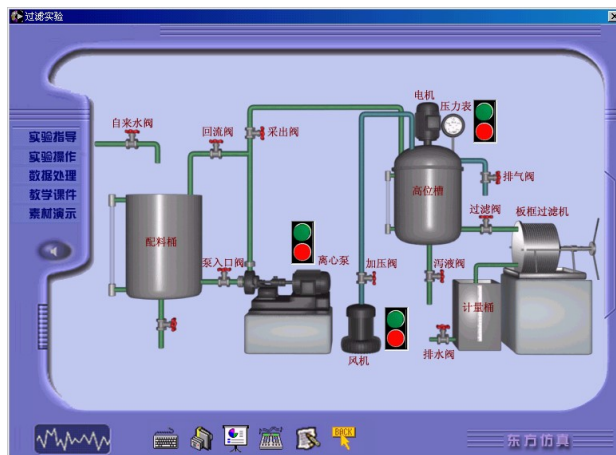 过滤实验
电机
压力表
自来水阀
回流阀
采出阀
实验指导
实验操作
数据处理
教学课件
素材演示
排气阀
高位槽
过滤阀
板框过滤机
配料桶
泵入口阀
离心泵
加压阀
泻液阀
计量桶
排水阀
风机
BACK
东方仿真